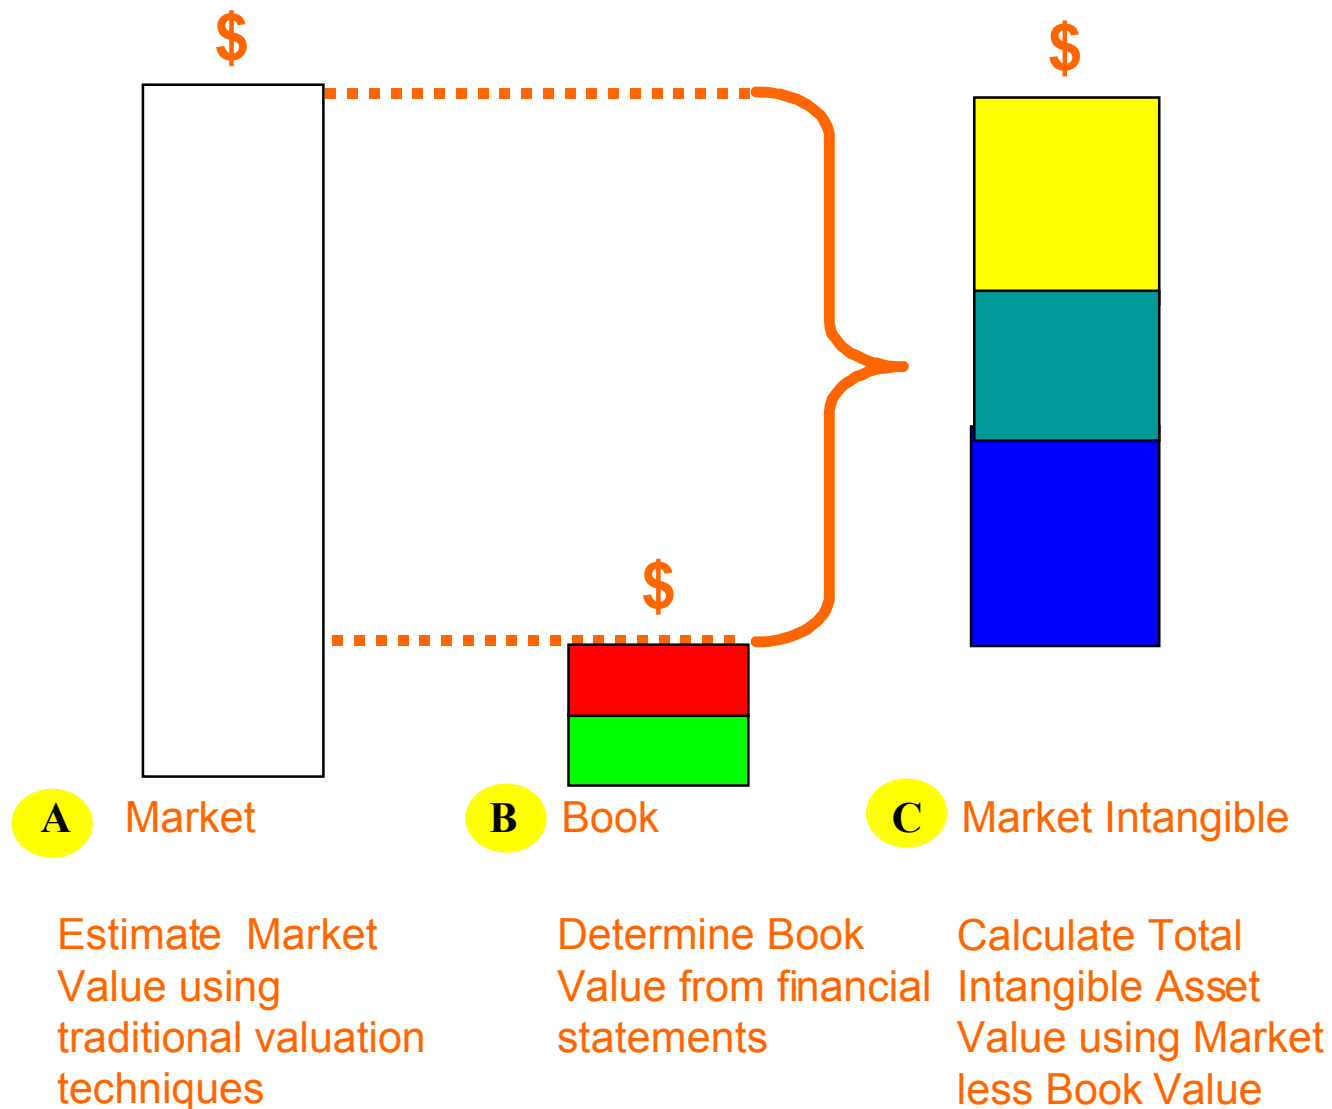 $
$
$
A Market
B Book
C Market Intangible
Estimate Market
Value using
traditional valuation
techniques
Determine Book
Value from financial
statements
Calculate Total
Intangible Asset
Value using Market
less Book Value